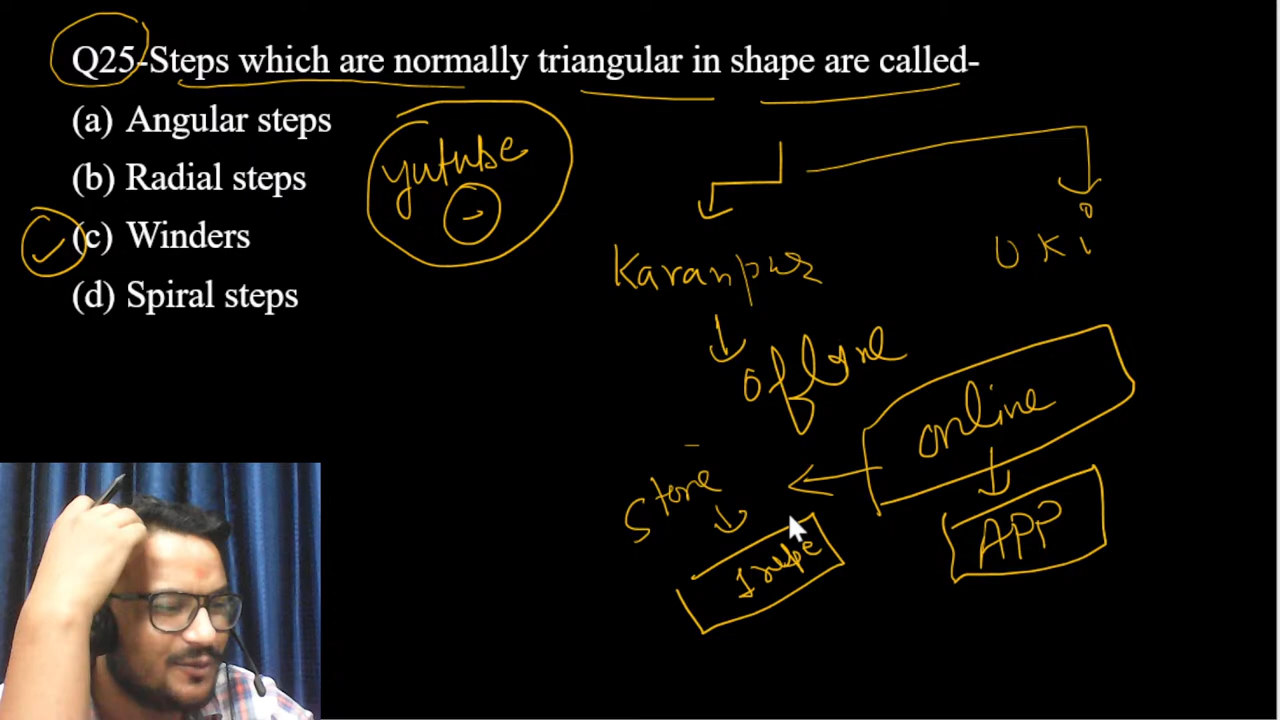 Q25-Steps which are normally triangular in shape are called-
(a) Angular steps
(b) Radial steps
(c) Winders
(d) Spiral steps
yutube
Karanpur
UKi
offline
online
Store
APP